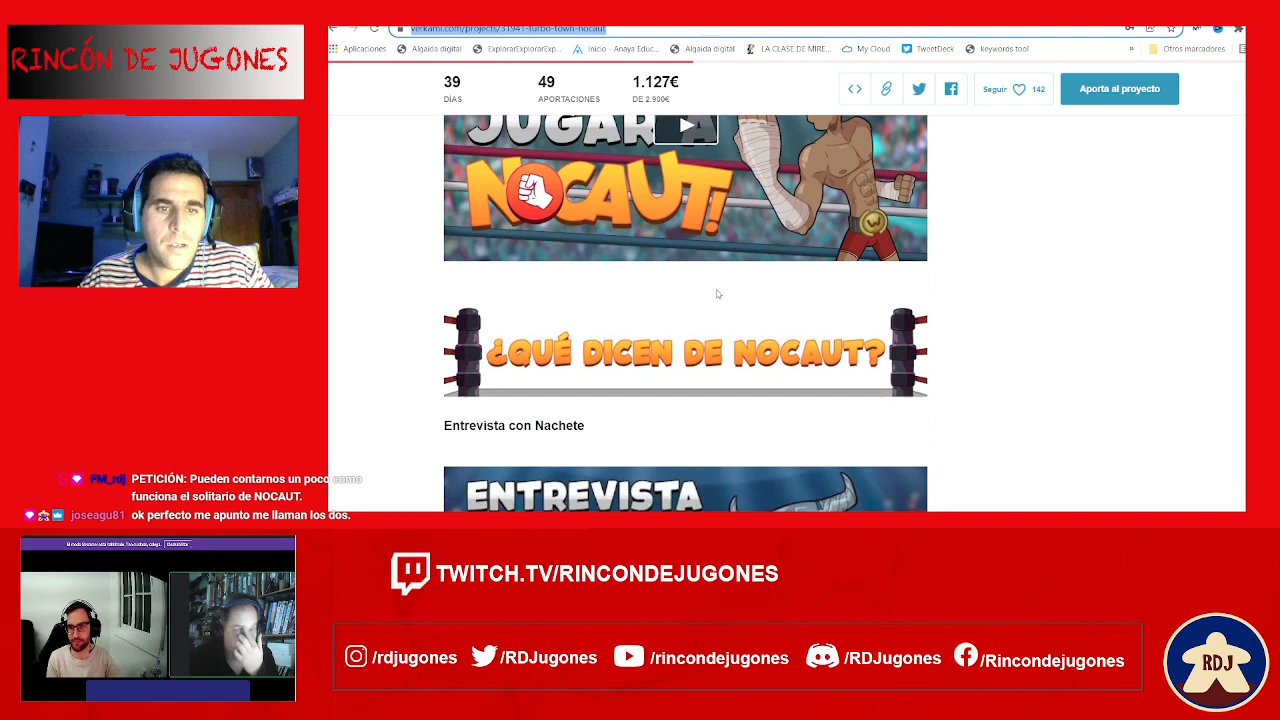 RINCÓN DE JUGONES
verkami.com/projects/31941-turbo-town-nocaut
Aplicaciones
Algaida digital
ExplorarExplorarExp...
Inicio - Anaya Educ...
Algaida digital
LA CLASE DE MIRE...
My Cloud
TweetDeck
keywords tool
»
Otros marcadores
39
DÍAS
49
APORTACIONES
1.127€
DE 2.900€
Seguir
142
Aporta al proyecto
JUGAR A
NOCAUT!
¿QUÉ DICEN DE NOCAUT?
Entrevista con Nachete
ENTREVISTA
FM_rdj PETICIÓN: Pueden contarnos un poco como
funciona el solitario de NOCAUT.
joseagu81 ok perfecto me apunto me llaman los dos.
TWITCH.TV/RINCONDEJUGONES
/rdjugones
/RDJugones
/rincondejugones
/RDJugones
/Rincondejugones
RDJ